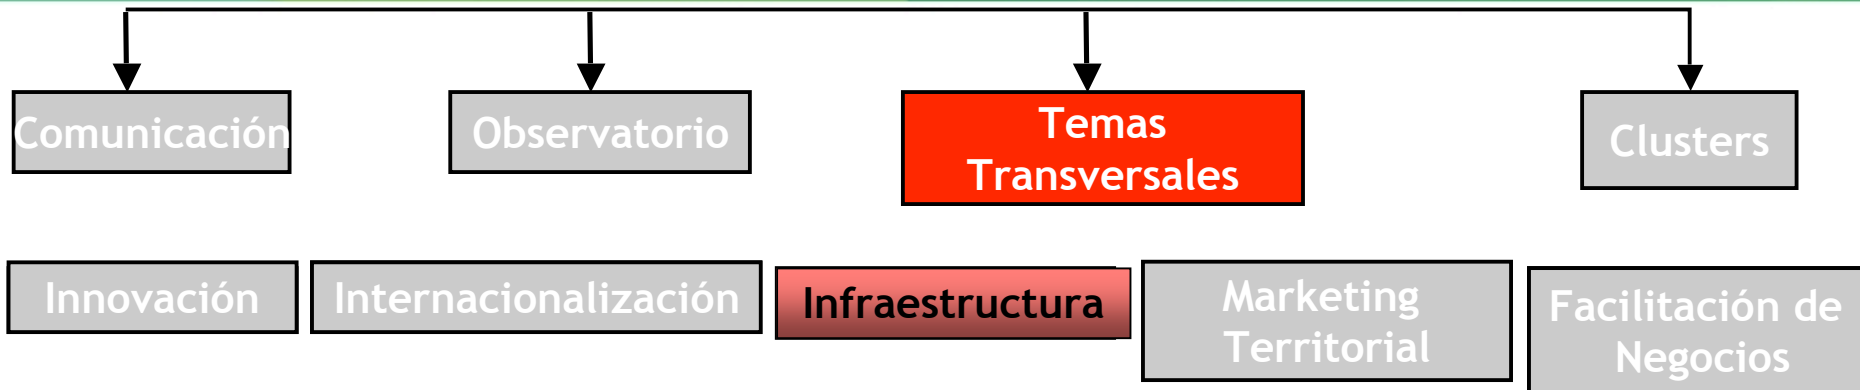 Comunicación
Observatorio
Temas
Transversales
Clusters
Innovación
Internacionalización
Infraestructura
Marketing
Territorial
Facilitación de
Negocios